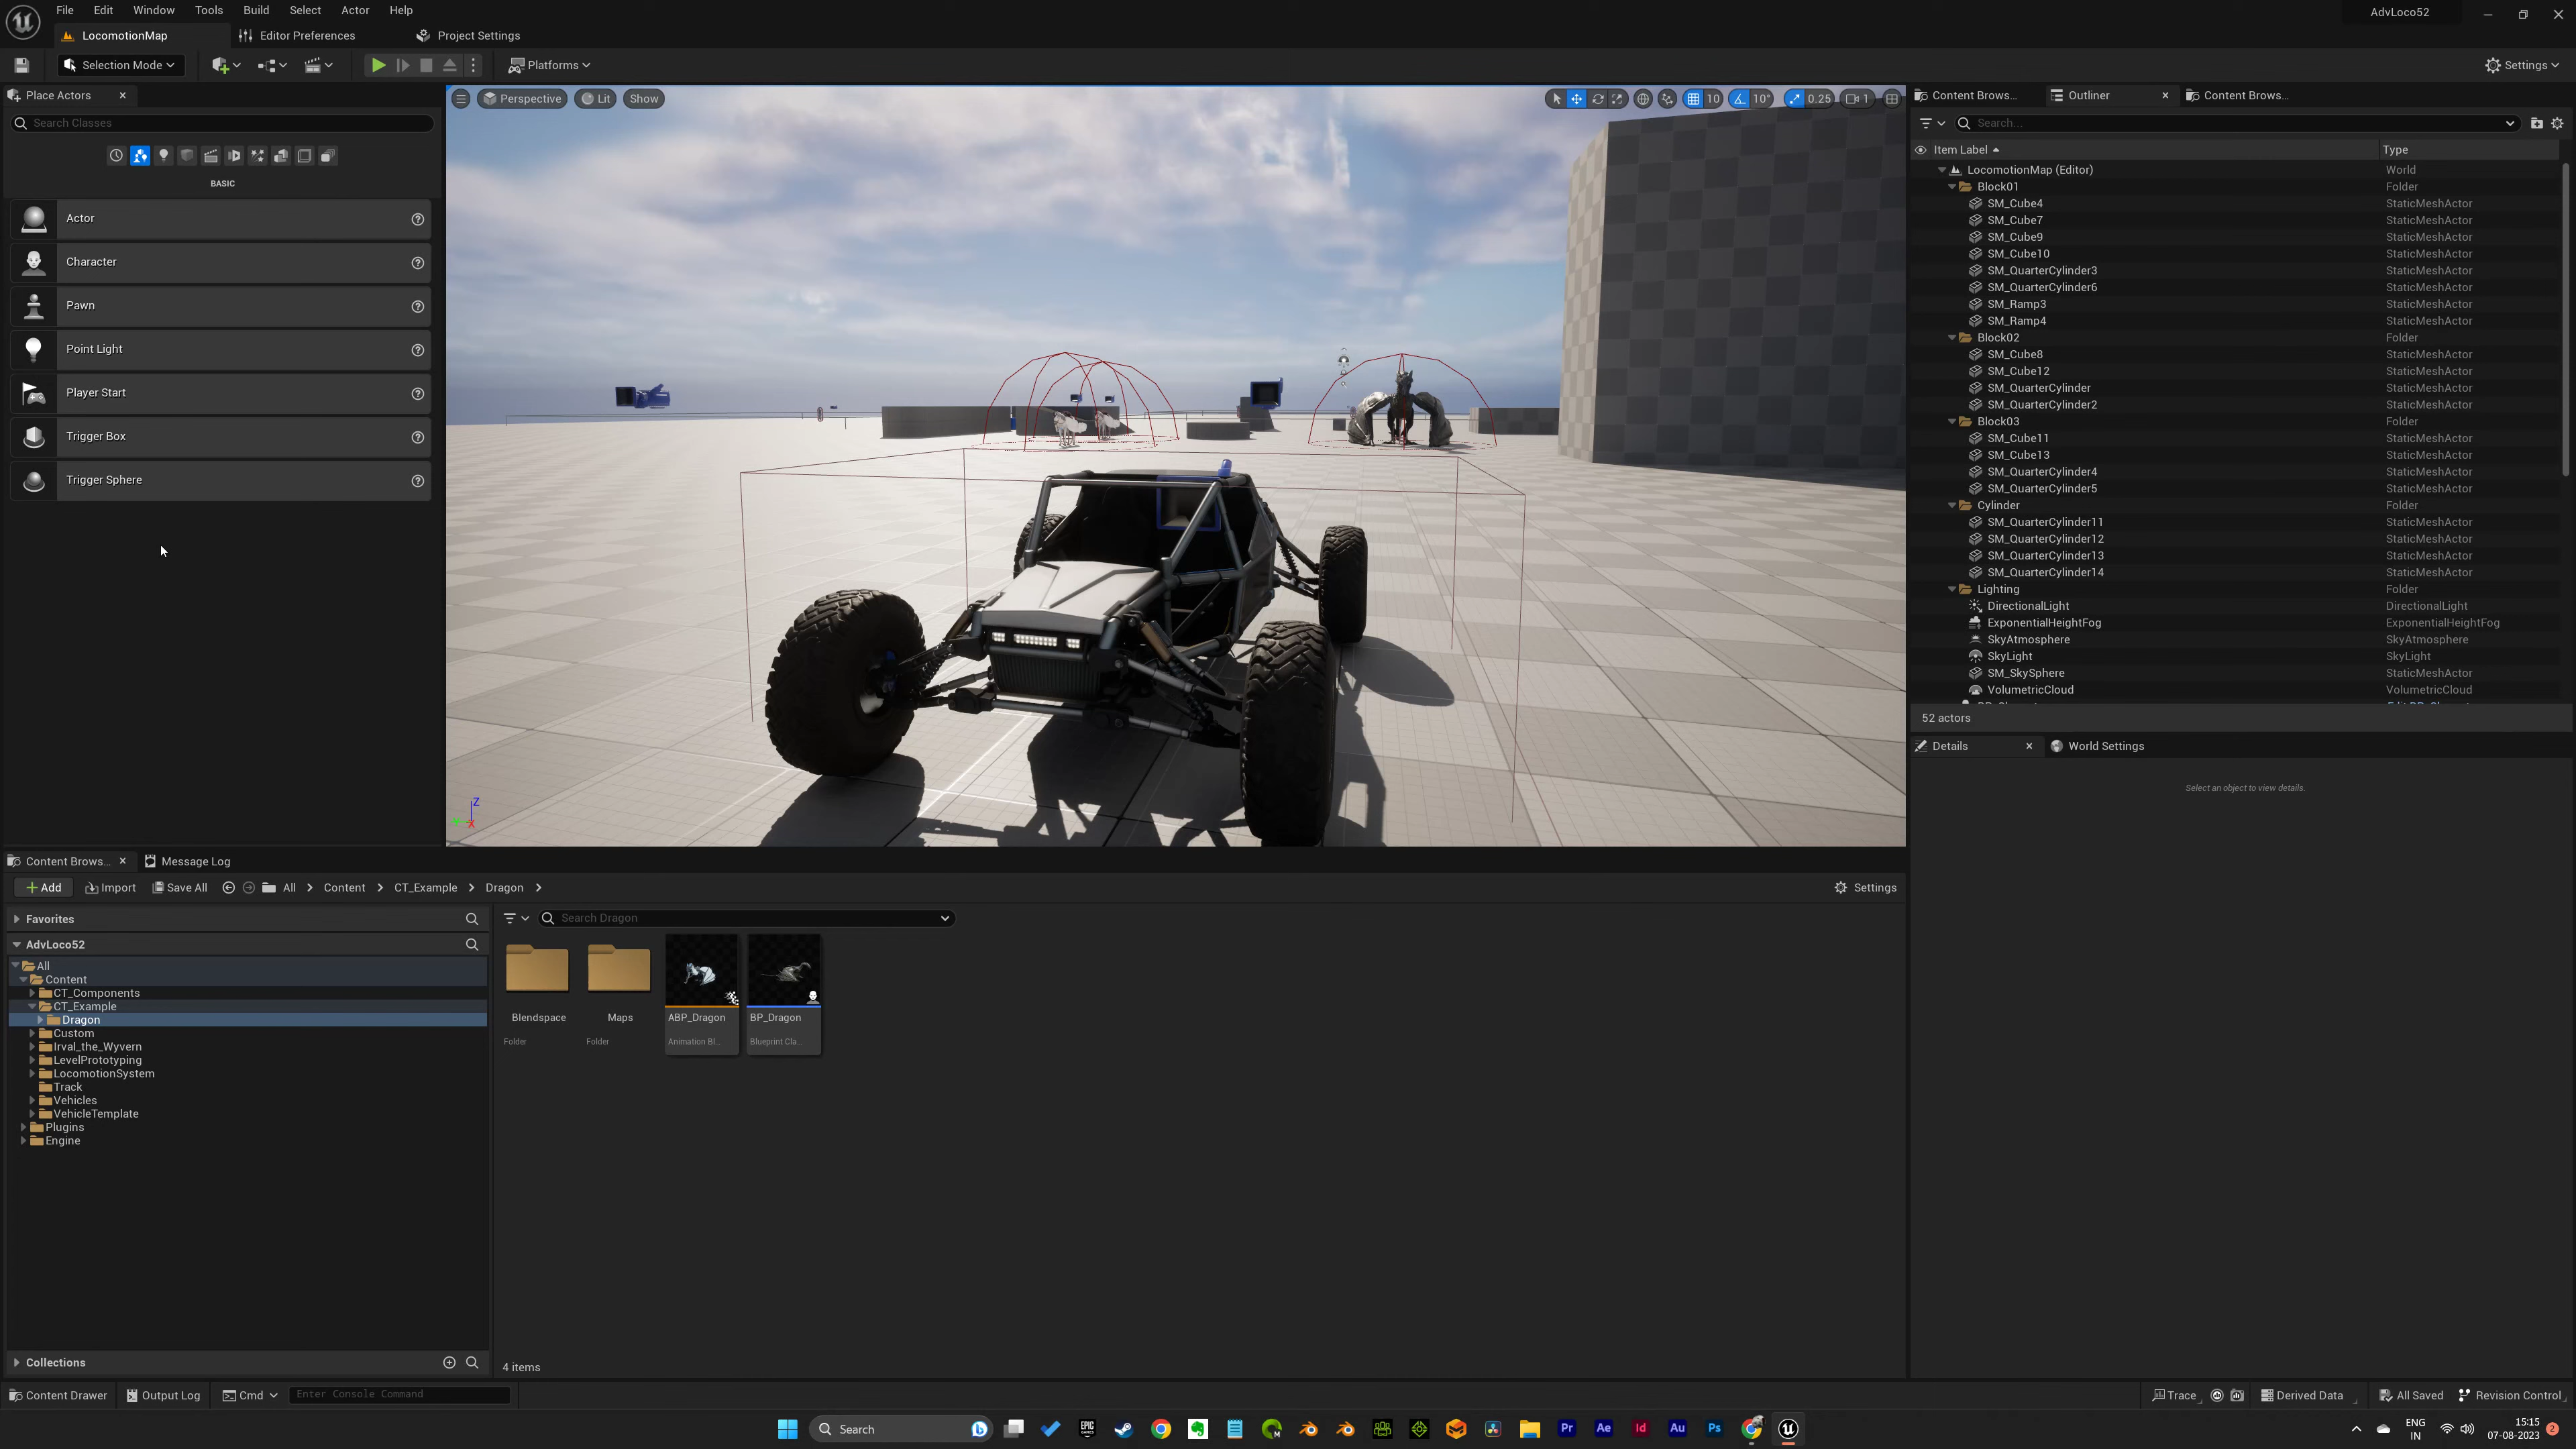 File Edit Window Tools Build Select Actor Help
AdvLoco52
LocomotionMap
Editor Preferences
Project Settings
Selection Mode
Platforms
Settings
Place Actors
Search Classes
BASIC
Actor
Character
Pawn
Point Light
Player Start
Trigger Box
Trigger Sphere
Perspective
Lit
Show
10
10°
0.25
1
Z
Content Brows...
Outliner
Content Brows...
Search...
Item Label Type
LocomotionMap (Editor) World
Block01 Folder
SM_Cube4 StaticMeshActor
SM_Cube7 StaticMeshActor
SM_Cube9 StaticMeshActor
SM_Cube10 StaticMeshActor
SM_QuarterCylinder3 StaticMeshActor
SM_QuarterCylinder6 StaticMeshActor
SM_Ramp3 StaticMeshActor
SM_Ramp4 StaticMeshActor
Block02 Folder
SM_Cube8 StaticMeshActor
SM_Cube12 StaticMeshActor
SM_QuarterCylinder StaticMeshActor
SM_QuarterCylinder2 StaticMeshActor
Block03 Folder
SM_Cube11 StaticMeshActor
SM_Cube13 StaticMeshActor
SM_QuarterCylinder4 StaticMeshActor
SM_QuarterCylinder5 StaticMeshActor
Cylinder Folder
SM_QuarterCylinder11 StaticMeshActor
SM_QuarterCylinder12 StaticMeshActor
SM_QuarterCylinder13 StaticMeshActor
SM_QuarterCylinder14 StaticMeshActor
Lighting Folder
DirectionalLight DirectionalLight
ExponentialHeightFog ExponentialHeightFog
SkyAtmosphere SkyAtmosphere
SkyLight SkyLight
SM_SkySphere StaticMeshActor
VolumetricCloud VolumetricCloud
52 actors
Details
World Settings
Select an object to view details.
Content Brows...
Message Log
Add
Import
Save All
All
Content
CT_Example
Dragon
Settings
Favorites
AdvLoco52
All
Content
CT_Components
CT_Example
Dragon
Custom
Irval_the_Wyvern
LevelPrototyping
LocomotionSystem
Track
Vehicles
VehicleTemplate
Plugins
Engine
Collections
Search Dragon
Blendspace
Folder
Maps
Folder
ABP_Dragon
Animation Bl...
BP_Dragon
Blueprint Cla...
4 items
Content Drawer
Output Log
Cmd
Enter Console Command
Trace
Derived Data
All Saved
Revision Control
Search
EPIC
GAMES
Pr
Ae
Id
Au
Ps
ENG
IN
15:15
07-08-2023
2